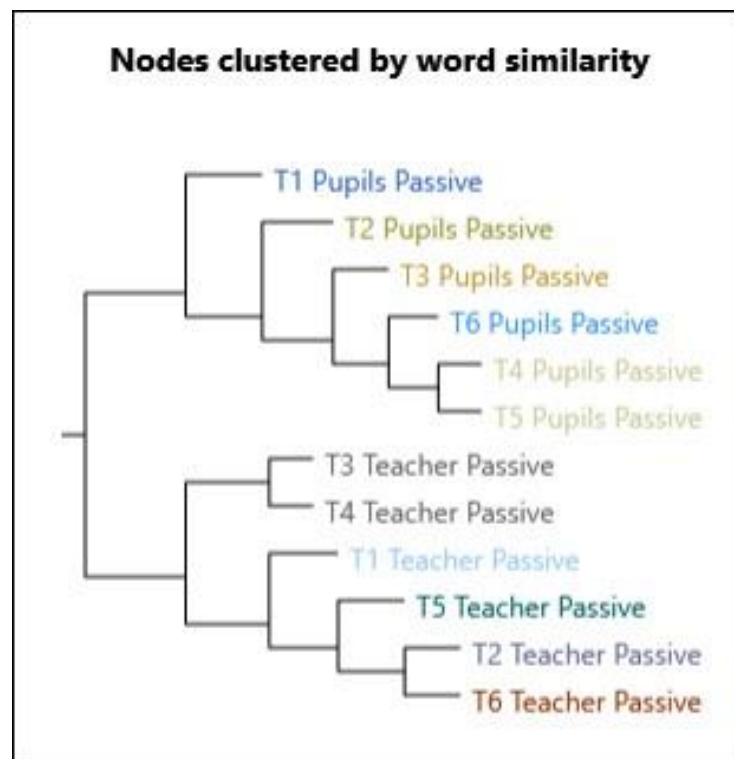 Nodes clustered by word similarity
T1 Pupils Passive
T2 Pupils Passive
T3 Pupils Passive
T6 Pupils Passive
T4 Pupils Passive
T5 Pupils Passive
T3 Teacher Passive
T4 Teacher Passive
T1 Teacher Passive
T5 Teacher Passive
T2 Teacher Passive
T6 Teacher Passive